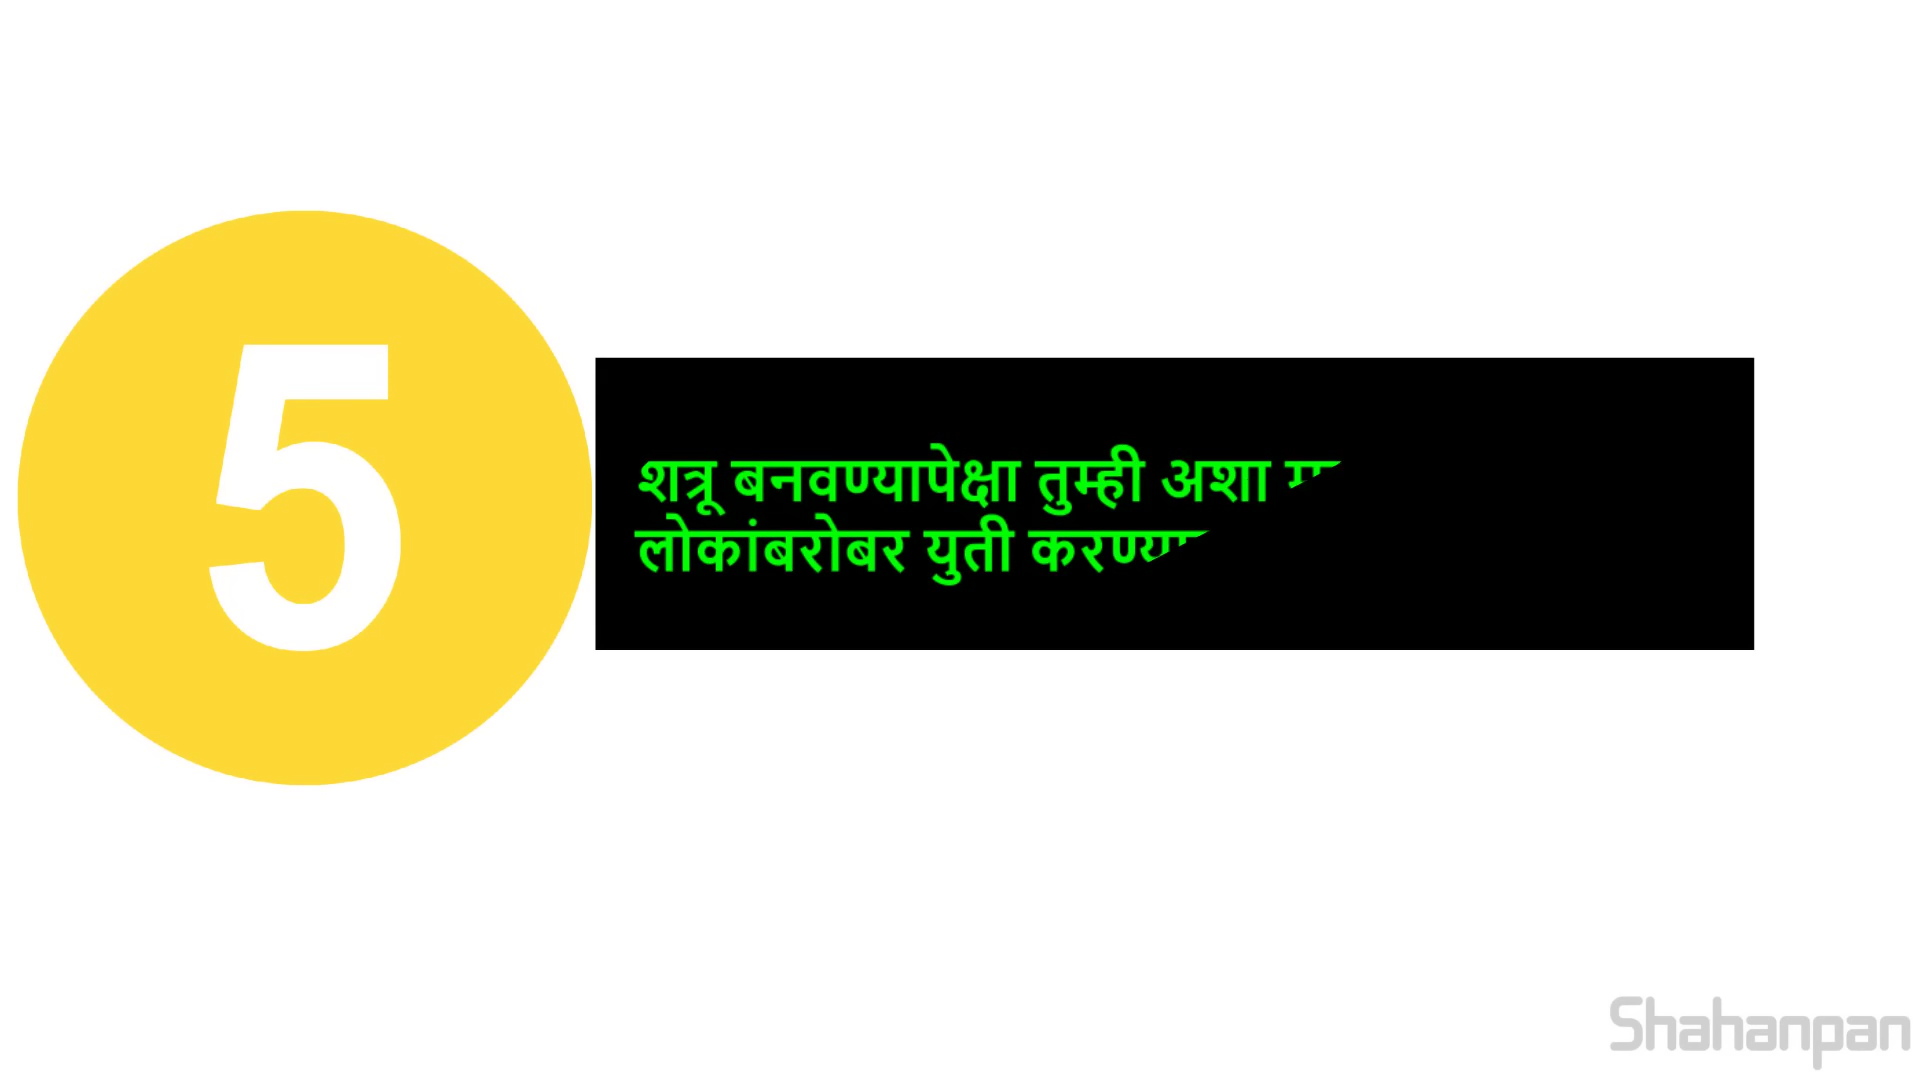 5
शत्रू बनवण्यापेक्षा तुम्ही अशा
लोकांबरोबर युती
Shahanpan